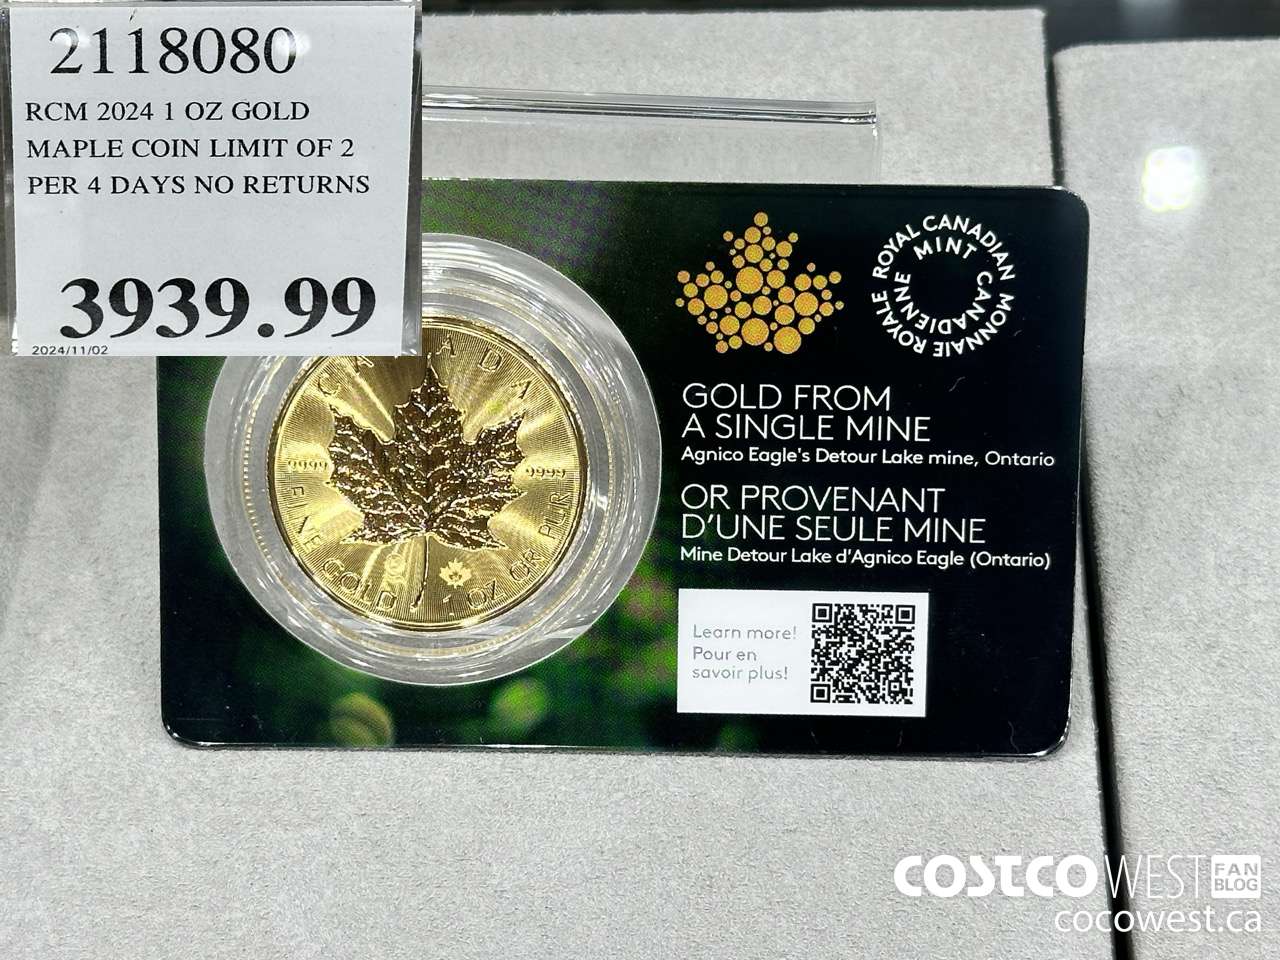 2118080
RCM 2024 1 OZ GOLD
MAPLE COIN LIMIT OF 2
PER 4 DAYS NO RETURNS
3939.99
2024/11/02
CANADA
9999
9999
FINE GOLD 1 OZ OR PUR
ROYAL CANADIAN MINT
MONNAIE ROYALE CANADIENNE
GOLD FROM
A SINGLE MINE
Agnico Eagle's Detour Lake mine, Ontario
OR PROVENANT
D'UNE SEULE MINE
Mine Detour Lake d'Agnico Eagle (Ontario)
Learn more!
Pour en
savoir plus!
COSTCO WEST FAN
BLOG
cocowest.ca